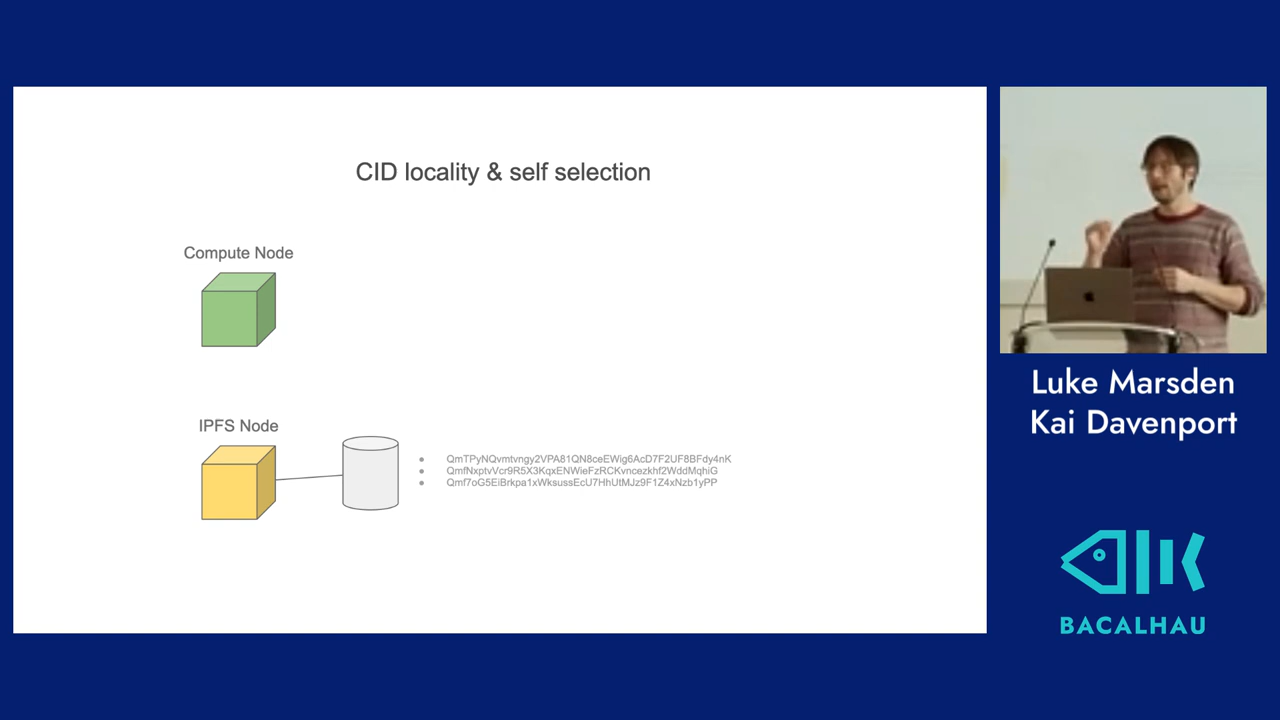 CID locality & self selection
Compute Node
IPFS Node
QmTPyNQvmtvngy2VPA81QN8ceEWig6AcD7F2UF8BFdy4nK
QmfNxptvVcr9R5X3KqxENWieFzRCKvncezkhf2WddMqhiG
Qmf7oG5EiBrkpa1xWksussEcU7HhUtMJz9F1Z4xNzb1yPP
Luke Marsden
Kai Davenport
BACALHAU